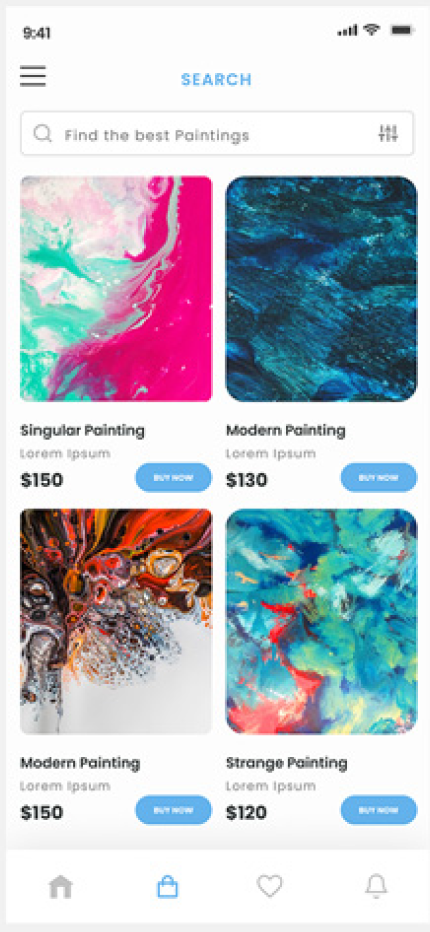 9:41
SEARCH
Find the best Paintings
Singular Painting
Lorem Ipsum
$150
BUY NOW
Modern Painting
Lorem Ipsum
$130
BUY NOW
Modern Painting
Lorem Ipsum
$150
BUY NOW
Strange Painting
Lorem Ipsum
$120
BUY NOW